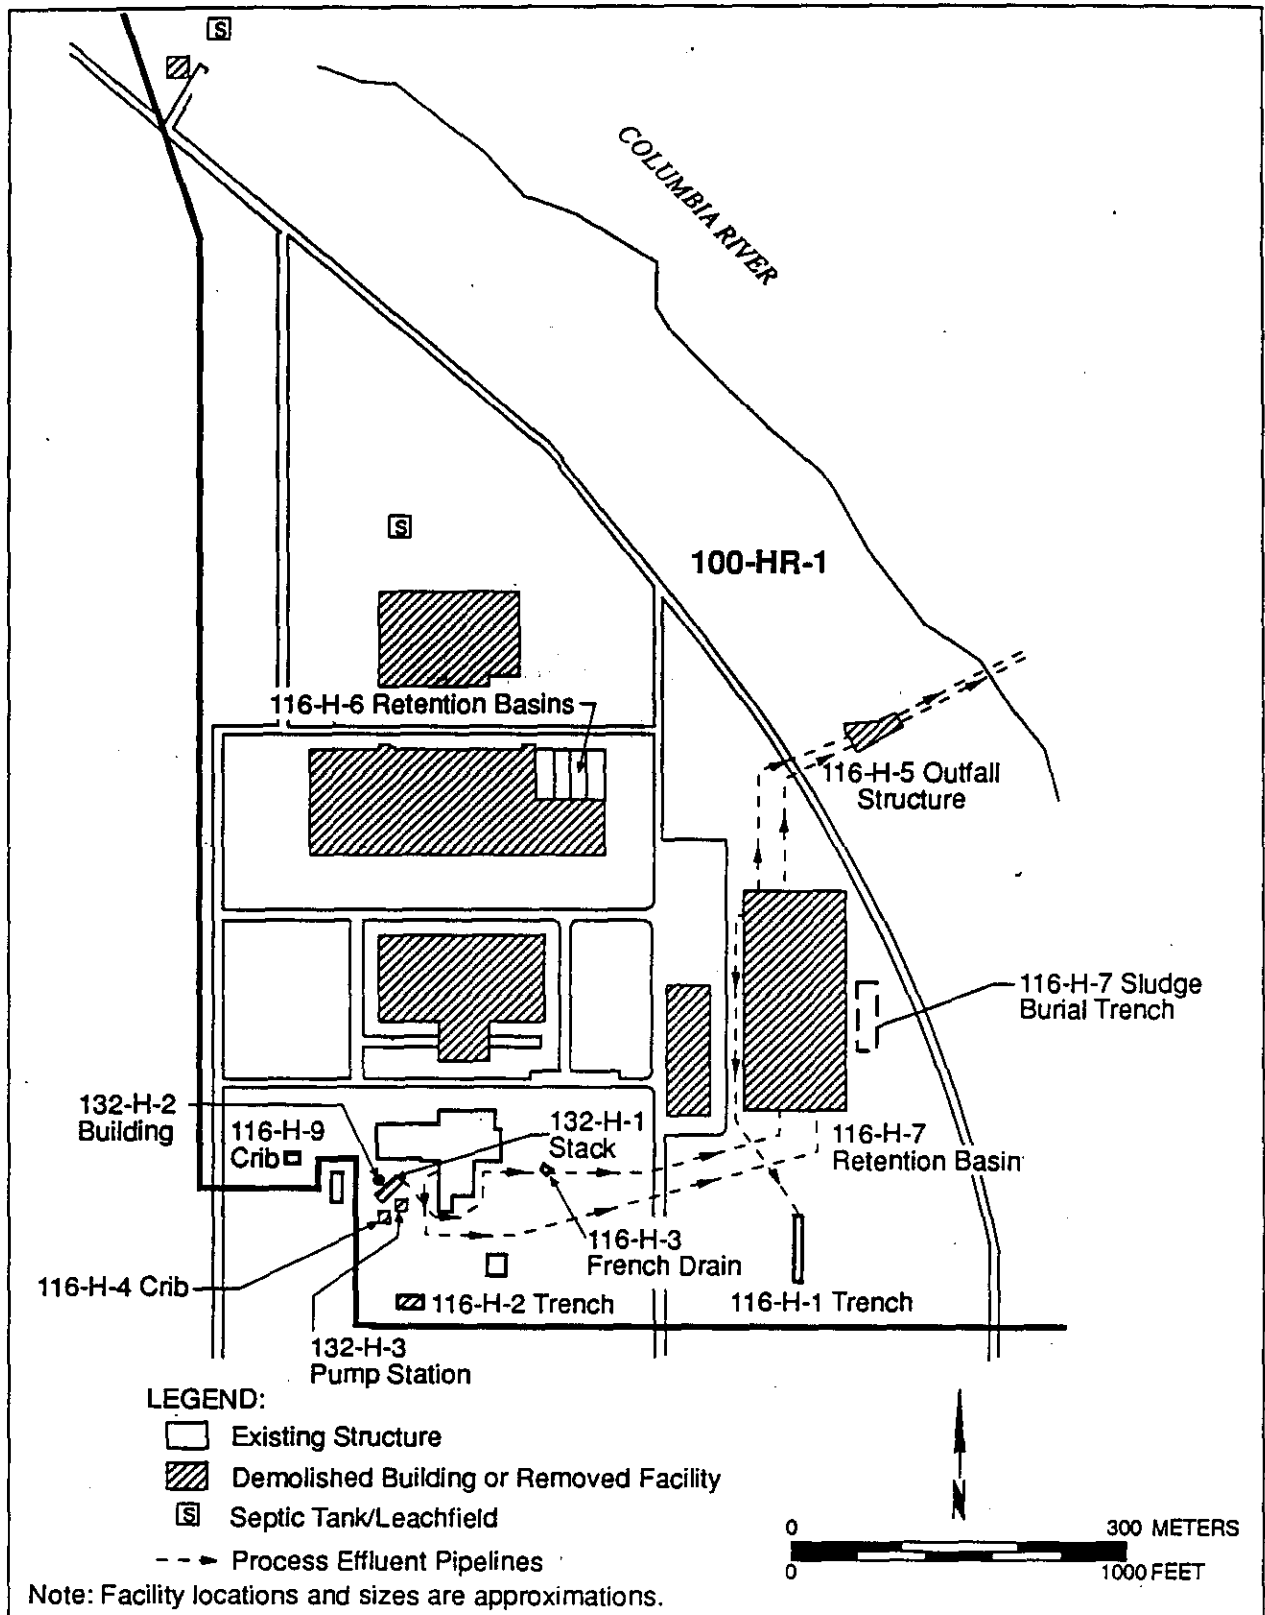 S
COLUMBIA RIVER
S
100-HR-1
116-H-6 Retention Basins
116-H-5 Outfall
Structure
116-H-7 Sludge
Burial Trench
132-H-2
Building
116-H-9
Crib
132-H-1
Stack
116-H-7
Retention Basin
116-H-3
French Drain
116-H-4 Crib
116-H-2 Trench
116-H-1 Trench
132-H-3
Pump Station
LEGEND:
Existing Structure
Demolished Building or Removed Facility
S Septic Tank/Leachfield
Process Effluent Pipelines
N
0 300 METERS
0 1000 FEET
Note: Facility locations and sizes are approximations.